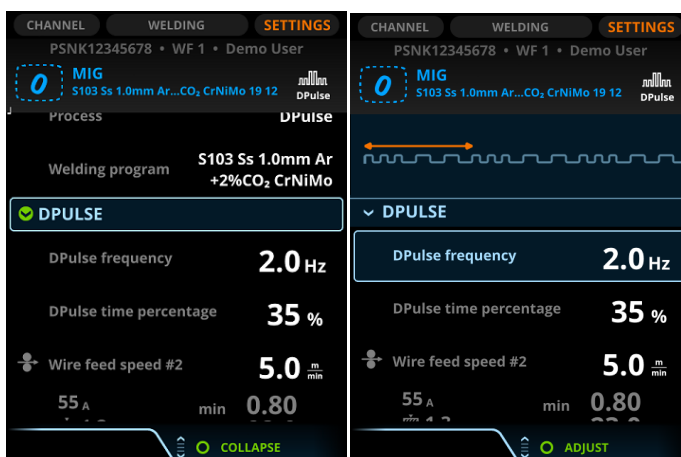 CHANNEL WELDING SETTINGS
PSNK12345678 • WF 1 • Demo User
0 MIG
S103 Ss 1.0mm Ar...CO₂ CrNiMo 19 12
DPulse
Process DPulse
Welding program S103 Ss 1.0mm Ar
+2%CO₂ CrNiMo
DPULSE
DPulse frequency 2.0 Hz
DPulse time percentage 35 %
Wire feed speed #2 5.0 m/min
55 A min 0.80
COLLAPSE
CHANNEL WELDING SETTINGS
PSNK12345678 • WF 1 • Demo User
0 MIG
S103 Ss 1.0mm Ar...CO₂ CrNiMo 19 12
DPulse
DPULSE
DPulse frequency 2.0 Hz
DPulse time percentage 35 %
Wire feed speed #2 5.0 m/min
55 A min 0.80
ADJUST